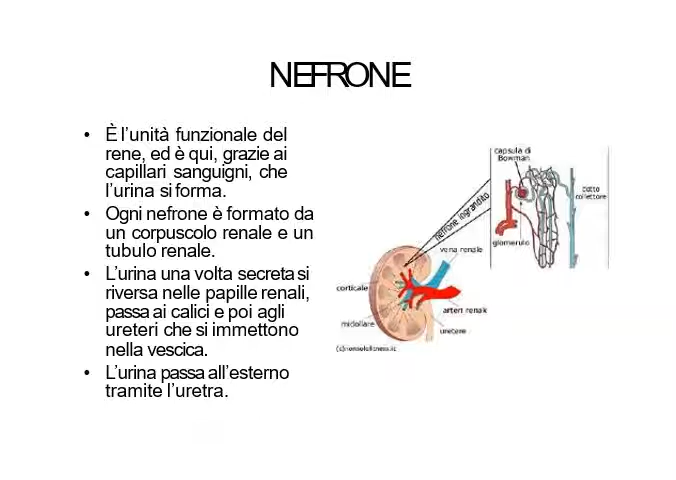 NEFRONE
• È l’unità funzionale del
rene, ed è qui, grazie ai
capillari sanguigni, che
l’urina si forma.
• Ogni nefrone è formato da
un corpuscolo renale e un
tubulo renale.
• L’urina una volta secreta si
riversa nelle papille renali,
passa ai calici e poi agli
ureteri che si immettono
nella vescica.
• L’urina passa all’esterno
tramite l’uretra.
capsula di
Bowman
dotto
collettore
glomerulo
nefrone ingrandito
vena renale
corticale
arteri renale
midollare
uretere